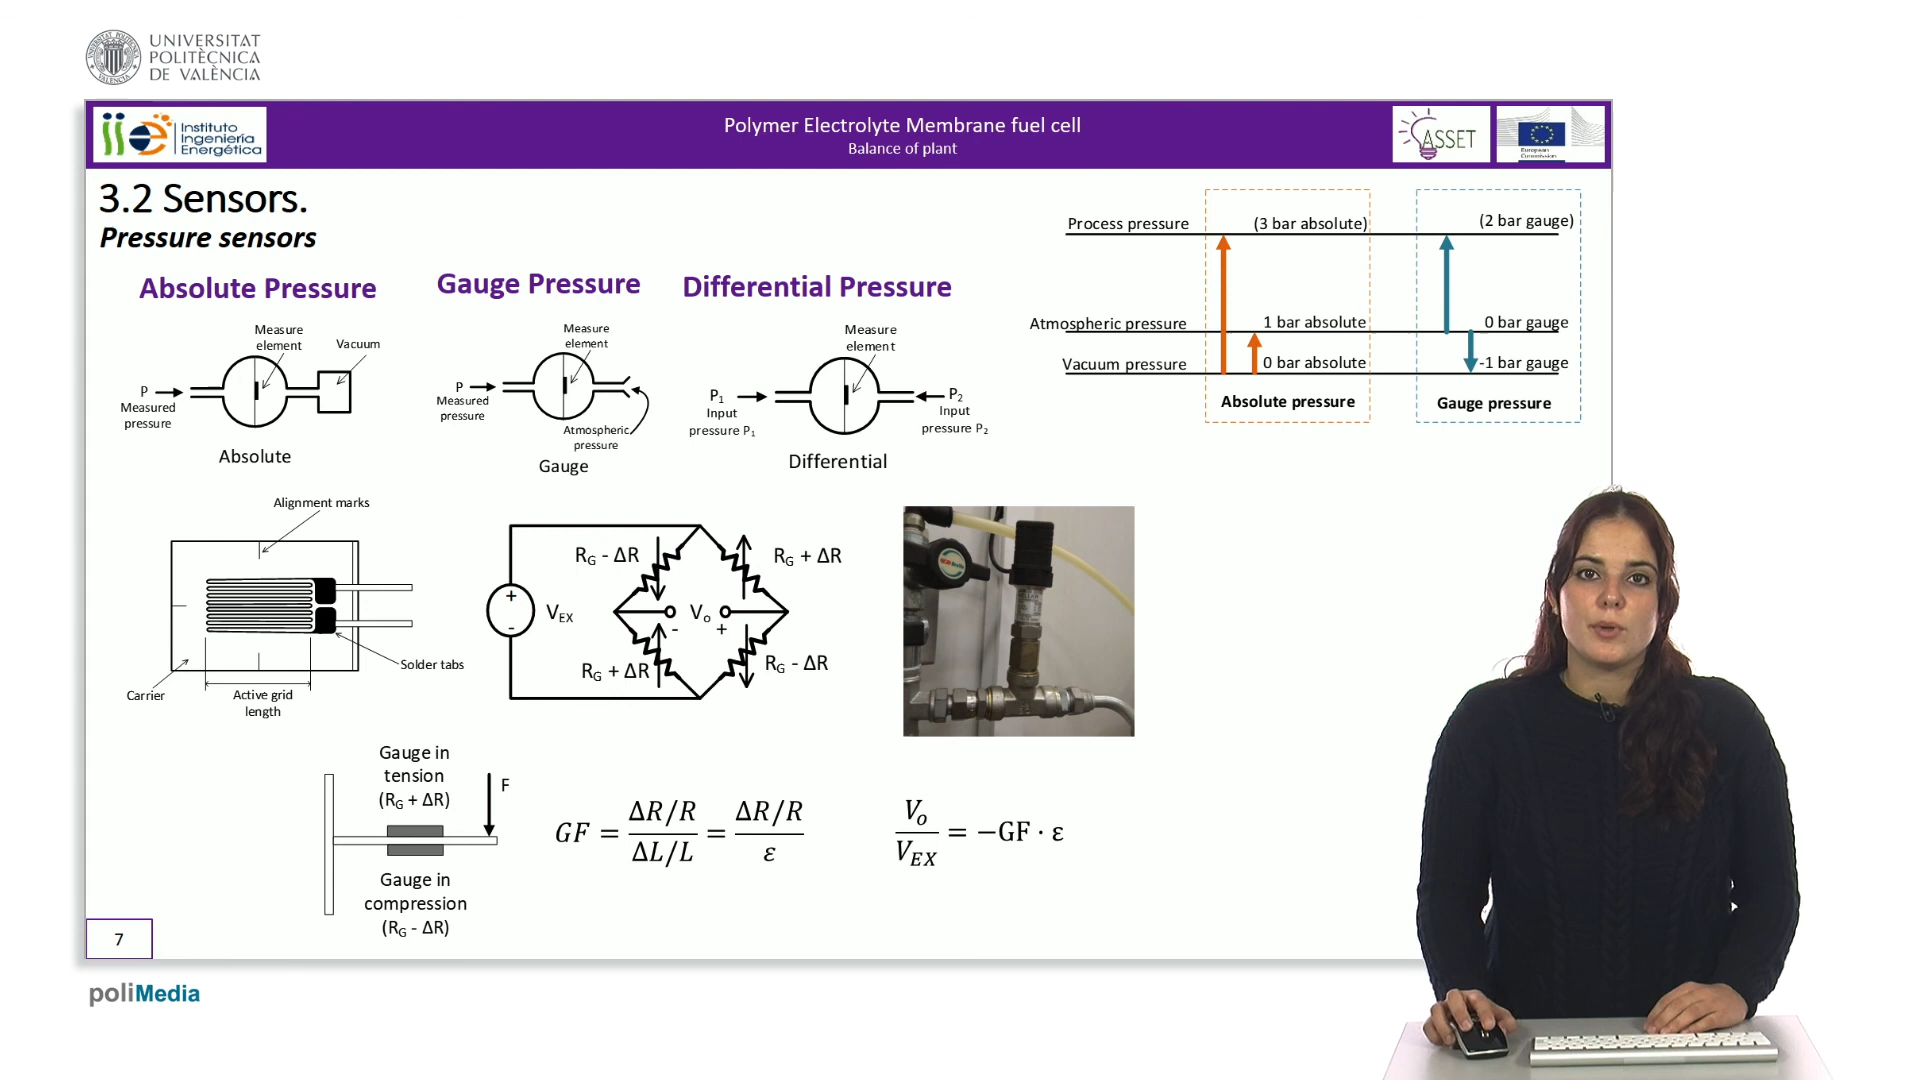 UNIVERSITAT
POLITÈCNICA
DE VALÈNCIA
Instituto
Ingeniería
Energética
Polymer Electrolyte Membrane fuel cell
Balance of plant
ASSET
European
Commission
3.2 Sensors.
Pressure sensors
Absolute Pressure
Gauge Pressure
Differential Pressure
Measure
element
Vacuum
P
Measured
pressure
Absolute
Measure
element
P
Measured
pressure
Atmospheric
pressure
Gauge
Measure
element
P₁
Input
pressure P₁
P₂
Input
pressure P₂
Differential
Process pressure
(3 bar absolute)
(2 bar gauge)
Atmospheric pressure
1 bar absolute
0 bar gauge
Vacuum pressure
0 bar absolute
-1 bar gauge
Absolute pressure
Gauge pressure
Alignment marks
Solder tabs
Carrier
Active grid
length
R_G - ΔR
R_G + ΔR
+
-
V_EX
V_o
-
+
R_G + ΔR
R_G - ΔR
Gauge in
tension
(R_G + ΔR)
F
Gauge in
compression
(R_G - ΔR)
GF = (ΔR/R)/(ΔL/L) = (ΔR/R)/ε
V_o/V_EX = −GF · ε
7
poliMedia